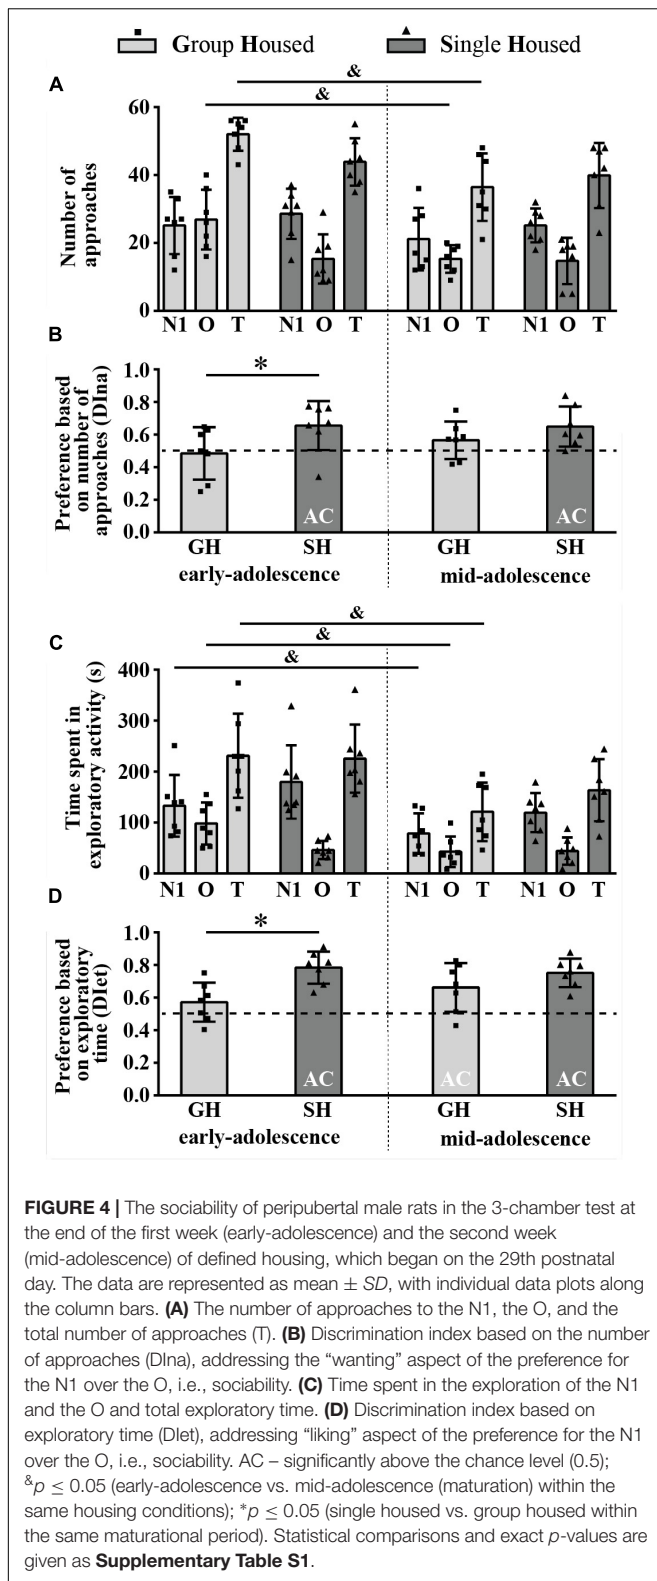 Group Housed Single Housed
A
&
&
Number of
approaches
60
40
20
0
N1 O T N1 O T N1 O T N1 O T
B
Preference based
on number of
approaches (DIna)
1.0
0.8
0.6
0.4
0.2
0.0
*
AC AC
GH SH GH SH
early-adolescence mid-adolescence
C
&
&
&
Time spent in
exploratory activity (s)
400
300
200
100
0
N1 O T N1 O T N1 O T N1 O T
D
Preference based
on exploratory
time (DIet)
1.0
0.8
0.6
0.4
0.2
0.0
*
AC AC AC
GH SH GH SH
early-adolescence mid-adolescence
FIGURE 4 | The sociability of peripubertal male rats in the 3-chamber test at
the end of the first week (early-adolescence) and the second week
(mid-adolescence) of defined housing, which began on the 29th postnatal
day. The data are represented as mean ± SD, with individual data plots along
the column bars. (A) The number of approaches to the N1, the O, and the
total number of approaches (T). (B) Discrimination index based on the number
of approaches (DIna), addressing the “wanting” aspect of the preference for
the N1 over the O, i.e., sociability. (C) Time spent in the exploration of the N1
and the O and total exploratory time. (D) Discrimination index based on
exploratory time (DIet), addressing “liking” aspect of the preference for the N1
over the O, i.e., sociability. AC – significantly above the chance level (0.5);
&p ≤ 0.05 (early-adolescence vs. mid-adolescence (maturation) within the
same housing conditions); *p ≤ 0.05 (single housed vs. group housed within
the same maturational period). Statistical comparisons and exact p-values are
given as Supplementary Table S1.